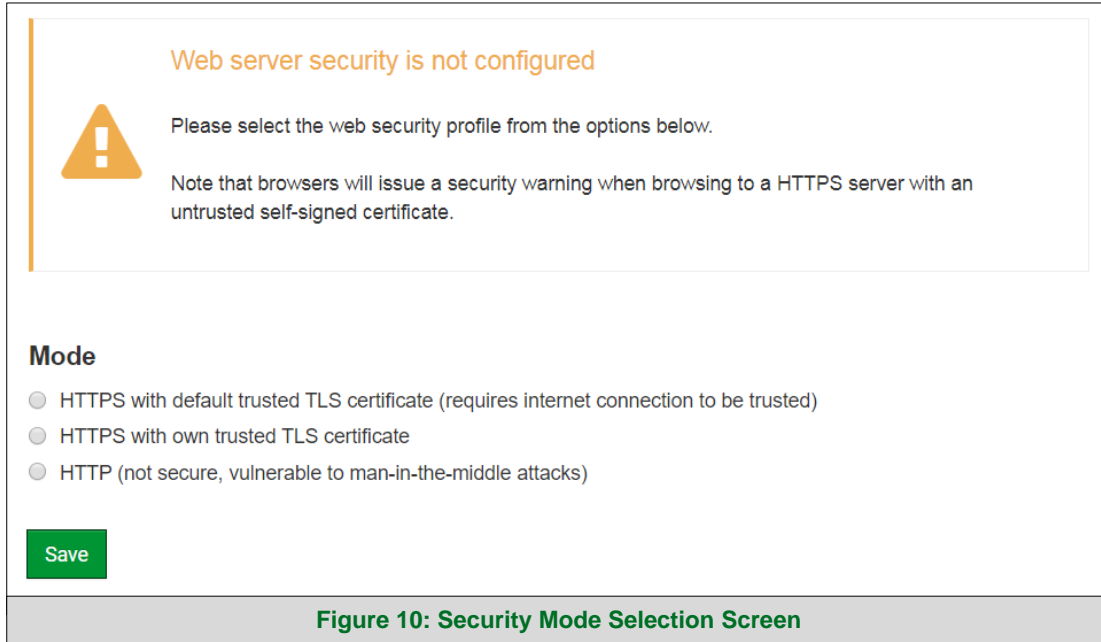 Web server security is not configured
Please select the web security profile from the options below.
Note that browsers will issue a security warning when browsing to a HTTPS server with an
untrusted self-signed certificate.
Mode
HTTPS with default trusted TLS certificate (requires internet connection to be trusted)
HTTPS with own trusted TLS certificate
HTTP (not secure, vulnerable to man-in-the-middle attacks)
Save
Figure 10: Security Mode Selection Screen